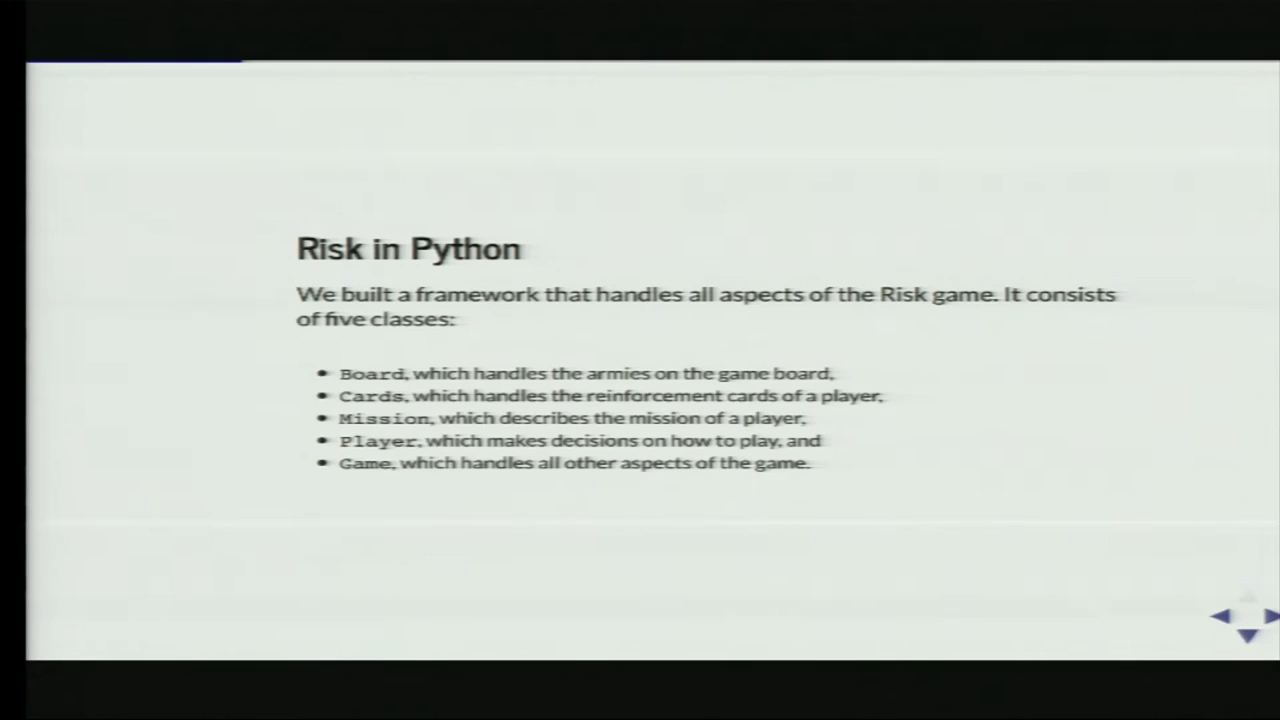 Risk in Python
We built a framework that handles all aspects of the Risk game. It consists
of five classes:
• Board, which handles the armies on the game board,
• Cards, which handles the reinforcement cards of a player,
• Mission, which describes the mission of a player,
• Player, which makes decisions on how to play, and
• Game, which handles all other aspects of the game.